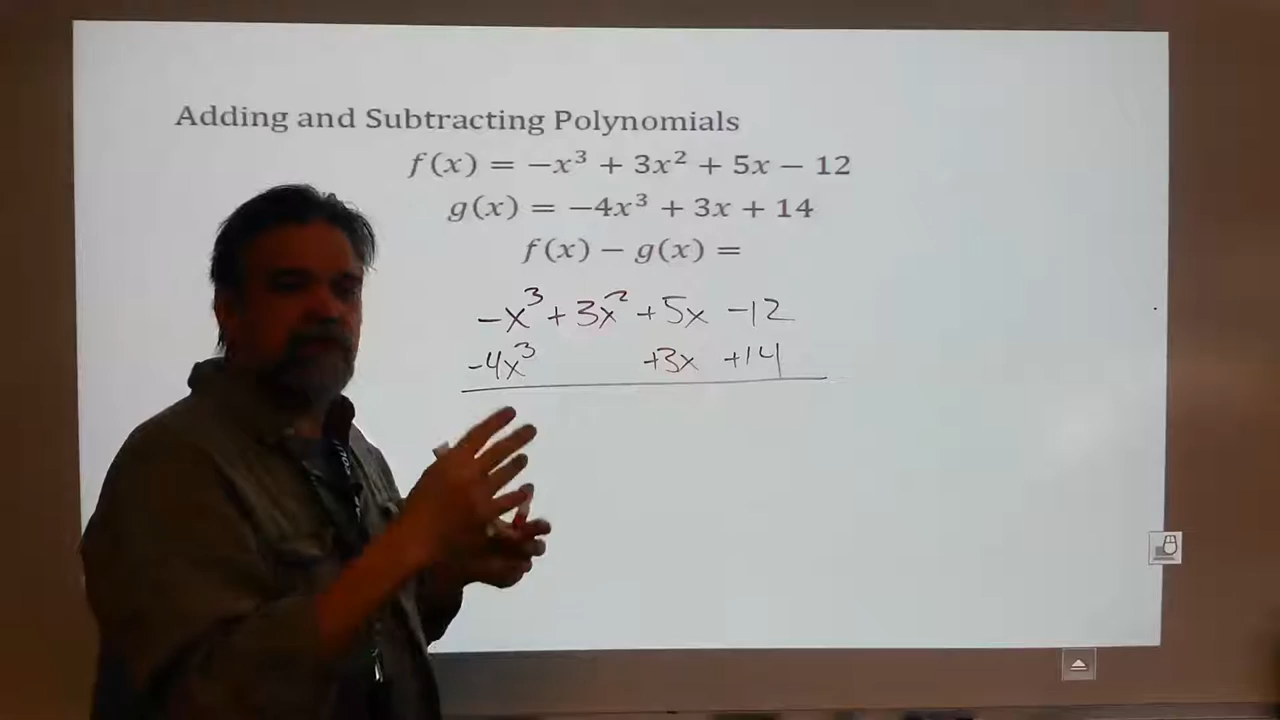 Adding and Subtracting Polynomials
f(x) = −x³ + 3x² + 5x − 12
g(x) = −4x³ + 3x + 14
f(x) − g(x) =
-x³ + 3x² + 5x -12
-4x³ +3x +14